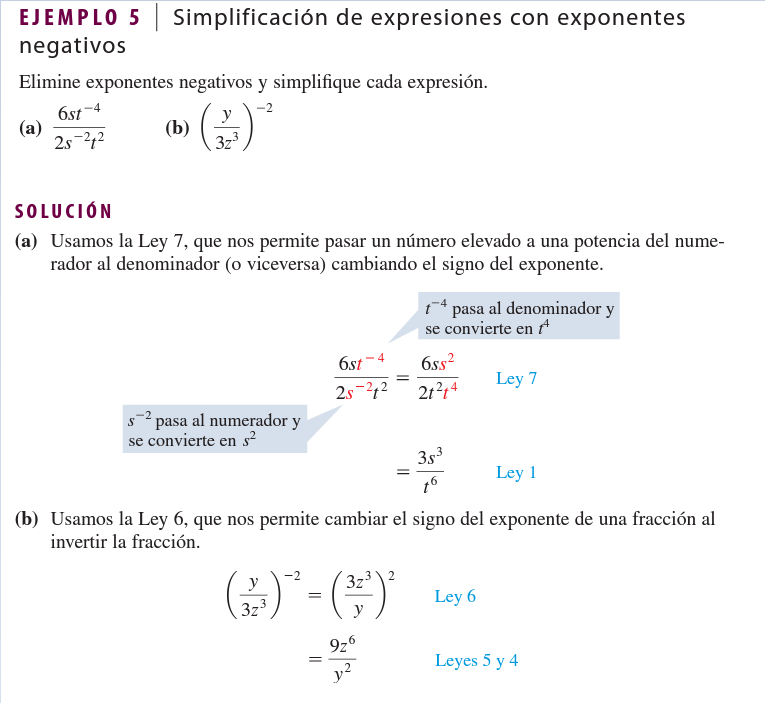 EJEMPLO 5 | Simplificación de expresiones con exponentes
negativos
Elimine exponentes negativos y simplifique cada expresión.
(a) \frac{6st^{-4}}{2s^{-2}t^2} (b) \left(\frac{y}{3z^3}\right)^{-2}
SOLUCIÓN
(a) Usamos la Ley 7, que nos permite pasar un número elevado a una potencia del nume-
rador al denominador (o viceversa) cambiando el signo del exponente.
t^{-4} pasa al denominador y
se convierte en t^4
\frac{6st^{-4}}{2s^{-2}t^2} = \frac{6ss^2}{2t^2t^4} Ley 7
s^{-2} pasa al numerador y
se convierte en s^2
= \frac{3s^3}{t^6} Ley 1
(b) Usamos la Ley 6, que nos permite cambiar el signo del exponente de una fracción al
invertir la fracción.
\left(\frac{y}{3z^3}\right)^{-2} = \left(\frac{3z^3}{y}\right)^2 Ley 6
= \frac{9z^6}{y^2} Leyes 5 y 4